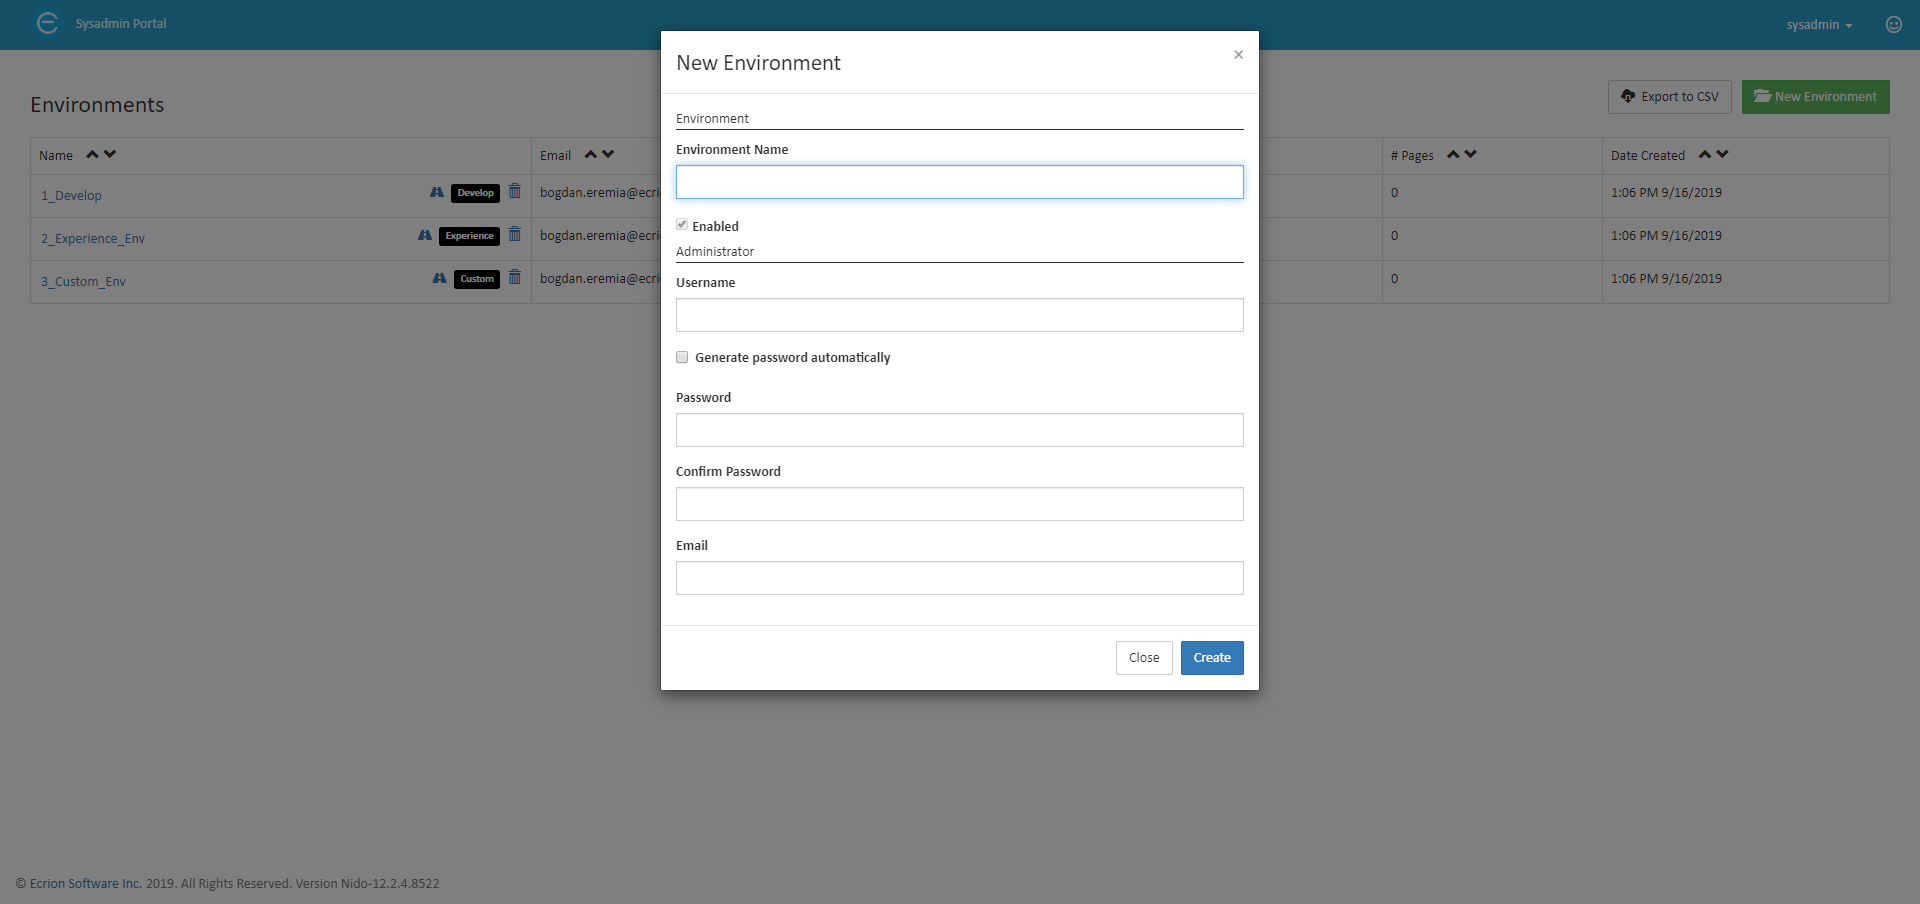 Sysadmin Portal
sysadmin
New Environment
×
Environments
Export to CSV
New Environment
Environment
Environment Name
Enabled
Administrator
Username
Generate password automatically
Password
Confirm Password
Email
Close
Create
Name
Email
# Pages
Date Created
1_Develop
Develop
bogdan.eremia@ecri
0
1:06 PM 9/16/2019
2_Experience_Env
Experience
bogdan.eremia@ecri
0
1:06 PM 9/16/2019
3_Custom_Env
Custom
bogdan.eremia@ecri
0
1:06 PM 9/16/2019
© Ecrion Software Inc. 2019. All Rights Reserved. Version Nido-12.2.4.8522